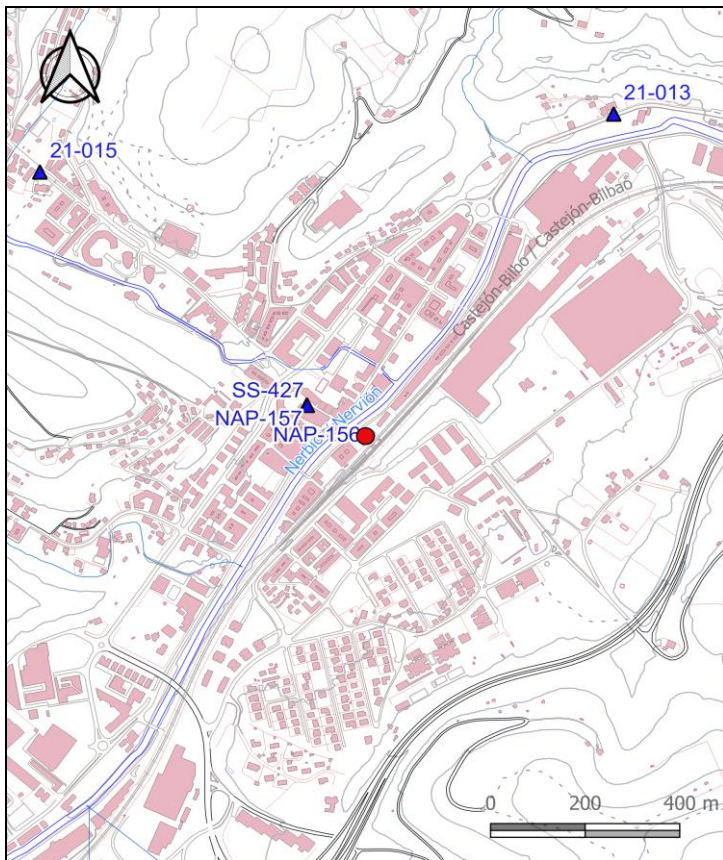 21-013
21-015
Castejón-Bilbo / Castejón-Bilbao
SS-427
NAP-157
NAP-156
Nerbioi / Nervión
0 200 400 m